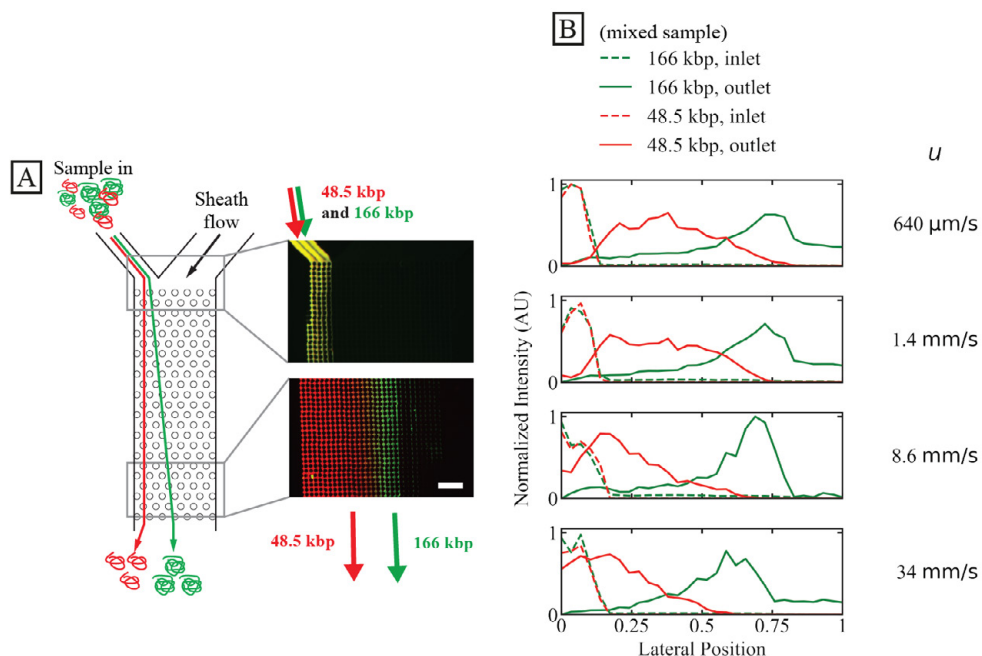 A
Sample in
Sheath
flow
48.5 kbp
and 166 kbp
48.5 kbp
166 kbp
B
(mixed sample)
166 kbp, inlet
166 kbp, outlet
48.5 kbp, inlet
48.5 kbp, outlet
u
Normalized Intensity (AU)
1
0
640 μm/s
1
0
1.4 mm/s
1
0
8.6 mm/s
1
0
34 mm/s
0 0.25 0.50 0.75 1
Lateral Position